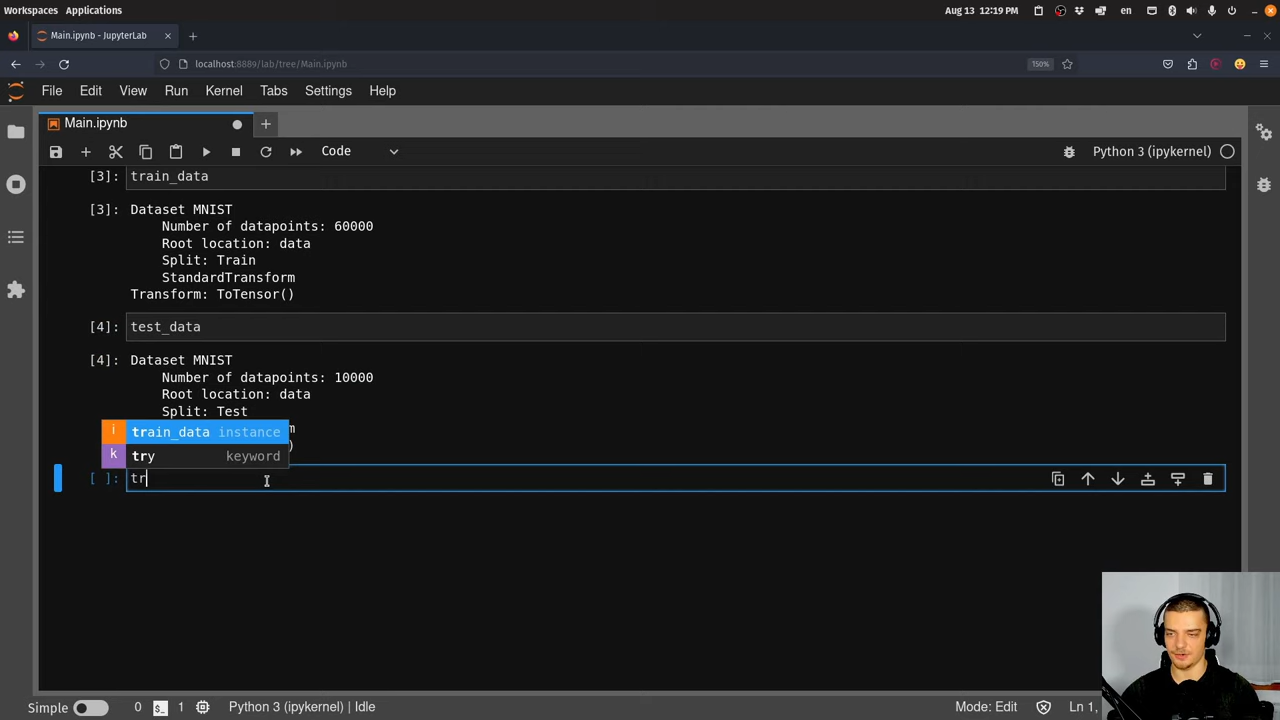 Workspaces Applications Aug 13 12:19 PM en
Main.ipynb - JupyterLab
localhost:8889/lab/tree/Main.ipynb 150%
File Edit View Run Kernel Tabs Settings Help
Main.ipynb
Code Python 3 (ipykernel)
[3]: train_data
[3]: Dataset MNIST
Number of datapoints: 60000
Root location: data
Split: Train
StandardTransform
Transform: ToTensor()
[4]: test_data
[4]: Dataset MNIST
Number of datapoints: 10000
Root location: data
Split: Test
m
)
i train_data instance
k try keyword
[ ]: tr
Simple 0 $_ 1 Python 3 (ipykernel) | Idle Mode: Edit Ln 1,